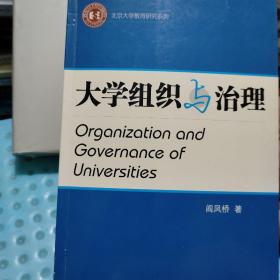 北京大学教育研究系列
大学组织与治理
Organization and
Governance of
Universities
阎凤桥 著